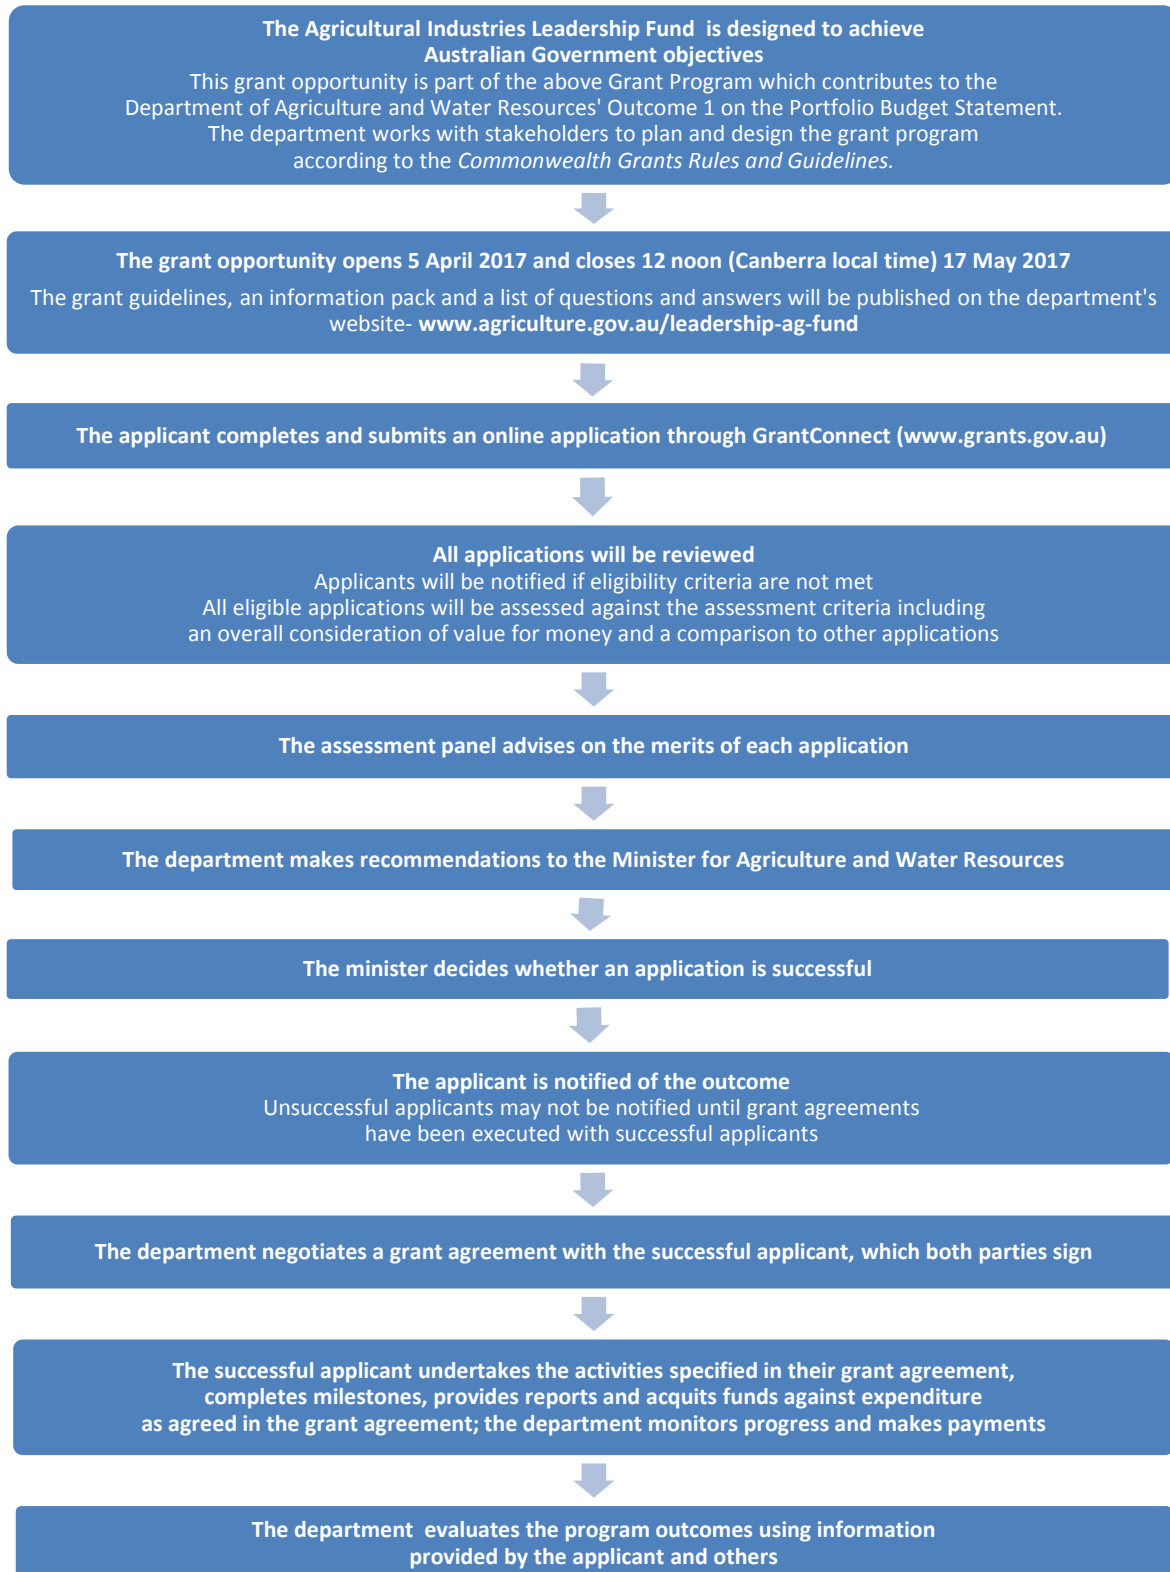 The Agricultural Industries Leadership Fund is designed to achieve
Australian Government objectives
This grant opportunity is part of the above Grant Program which contributes to the
Department of Agriculture and Water Resources' Outcome 1 on the Portfolio Budget Statement.
The department works with stakeholders to plan and design the grant program
according to the Commonwealth Grants Rules and Guidelines.
The grant opportunity opens 5 April 2017 and closes 12 noon (Canberra local time) 17 May 2017
The grant guidelines, an information pack and a list of questions and answers will be published on the department's
website- www.agriculture.gov.au/leadership-ag-fund
The applicant completes and submits an online application through GrantConnect (www.grants.gov.au)
All applications will be reviewed
Applicants will be notified if eligibility criteria are not met
All eligible applications will be assessed against the assessment criteria including
an overall consideration of value for money and a comparison to other applications
The assessment panel advises on the merits of each application
The department makes recommendations to the Minister for Agriculture and Water Resources
The minister decides whether an application is successful
The applicant is notified of the outcome
Unsuccessful applicants may not be notified until grant agreements
have been executed with successful applicants
The department negotiates a grant agreement with the successful applicant, which both parties sign
The successful applicant undertakes the activities specified in their grant agreement,
completes milestones, provides reports and acquits funds against expenditure
as agreed in the grant agreement; the department monitors progress and makes payments
The department evaluates the program outcomes using information
provided by the applicant and others